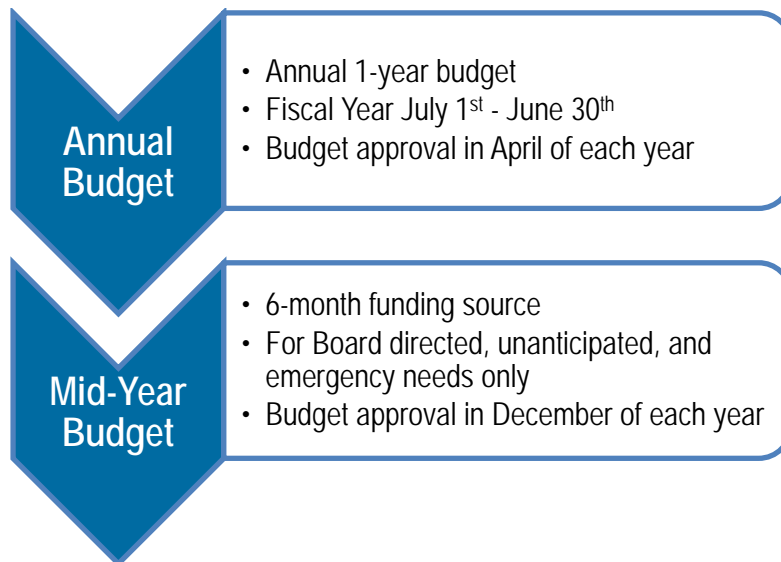 Annual
Budget
• Annual 1-year budget
• Fiscal Year July 1st - June 30th
• Budget approval in April of each year
Mid-Year
Budget
• 6-month funding source
• For Board directed, unanticipated, and
emergency needs only
• Budget approval in December of each year